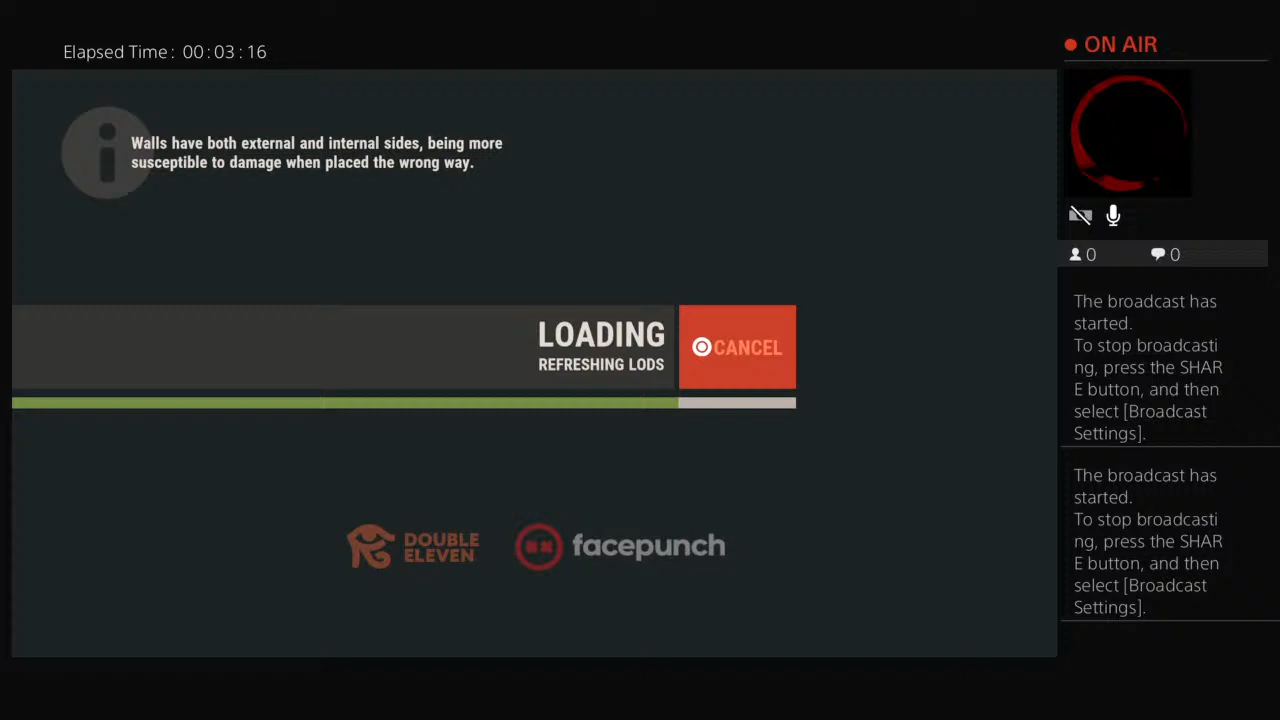 Elapsed Time: 00:03:16
ON AIR
Walls have both external and internal sides, being more
susceptible to damage when placed the wrong way.
0
0
LOADING
REFRESHING LODS
CANCEL
The broadcast has
started.
To stop broadcasti
ng, press the SHAR
E button, and then
select [Broadcast
Settings].
The broadcast has
started.
To stop broadcasti
ng, press the SHAR
E button, and then
select [Broadcast
Settings].
DOUBLE
ELEVEN
facepunch